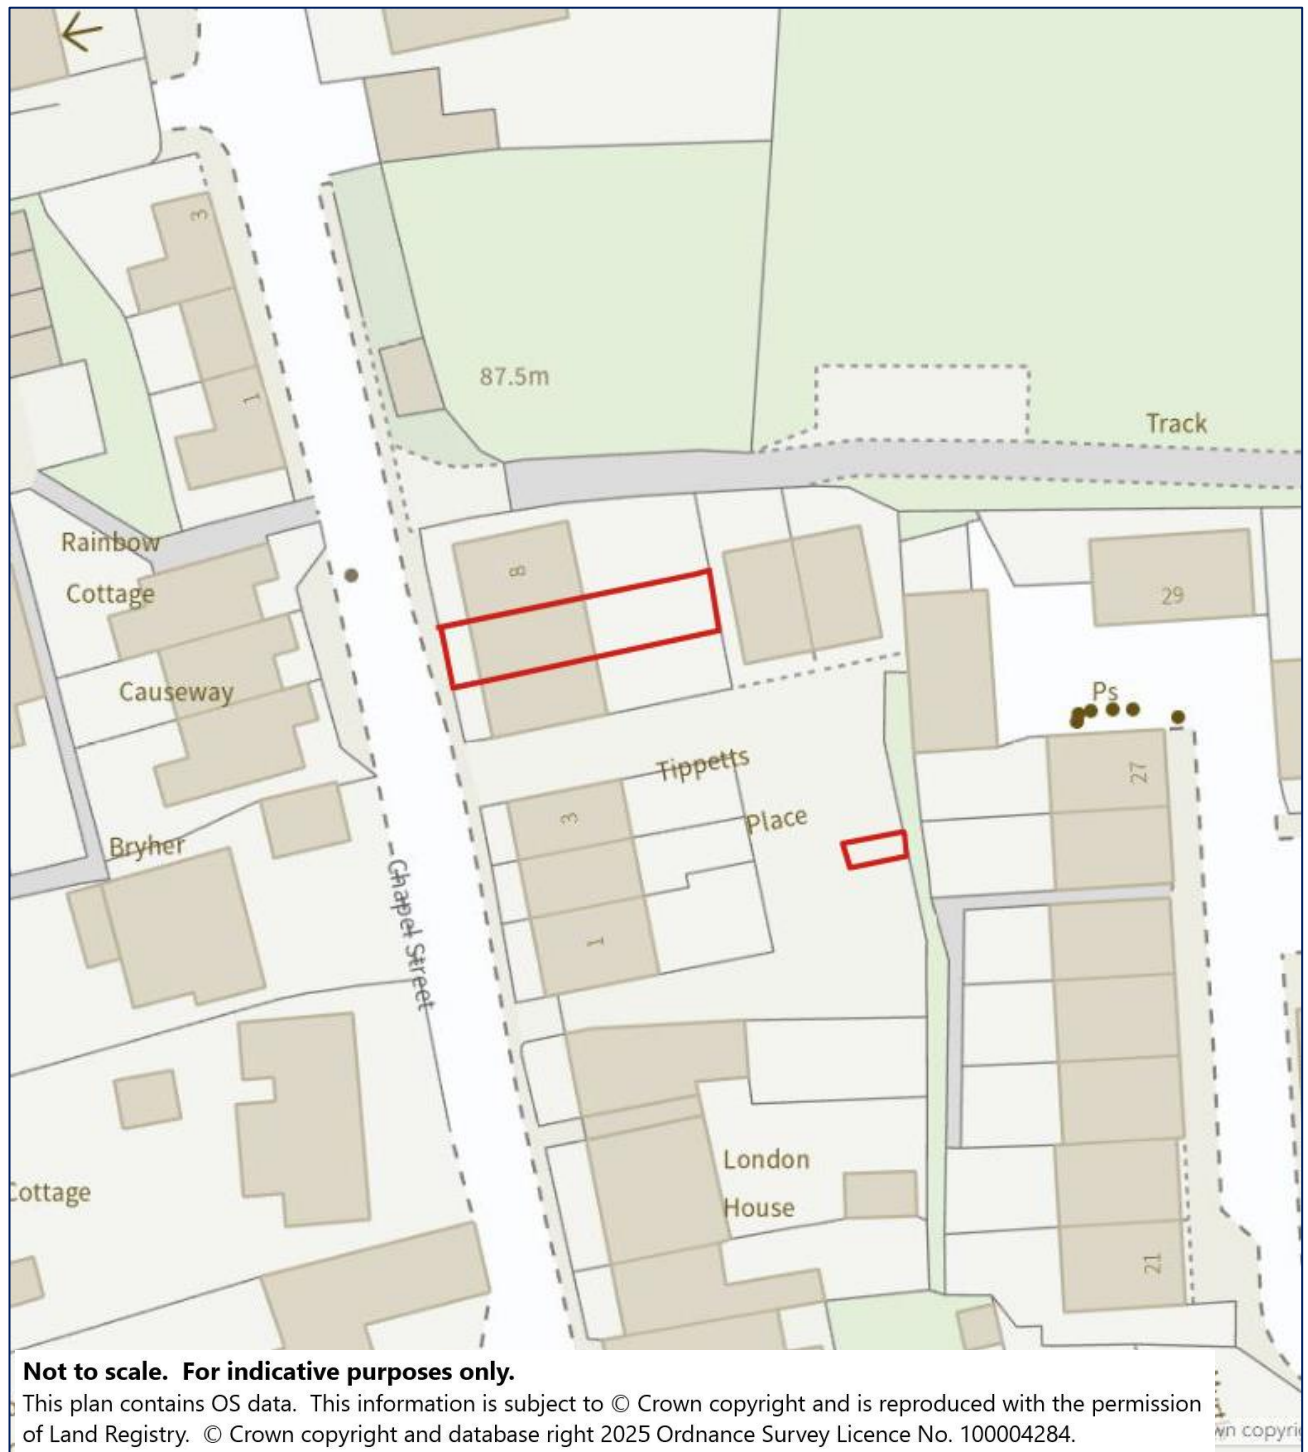 3
87.5m
Track
1
Rainbow
Cottage
8
29
Causeway
Ps
Tippetts
Place
27
3
Bryher
Chapel Street
1
London
House
Cottage
21
Not to scale. For indicative purposes only.
This plan contains OS data. This information is subject to © Crown copyright and is reproduced with the permission
of Land Registry. © Crown copyright and database right 2025 Ordnance Survey Licence No. 100004284.